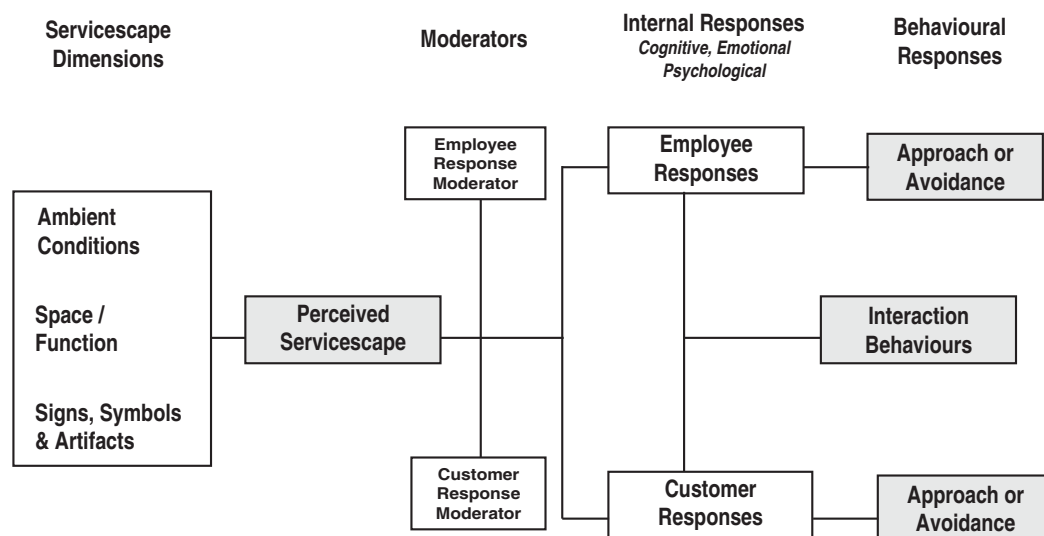 Servicescape
Dimensions
Moderators
Internal Responses
Cognitive, Emotional
Psychological
Behavioural
Responses
Ambient
Conditions
Space /
Function
Signs, Symbols
& Artifacts
Perceived
Servicescape
Employee
Response
Moderator
Customer
Response
Moderator
Employee
Responses
Customer
Responses
Approach or
Avoidance
Interaction
Behaviours
Approach or
Avoidance